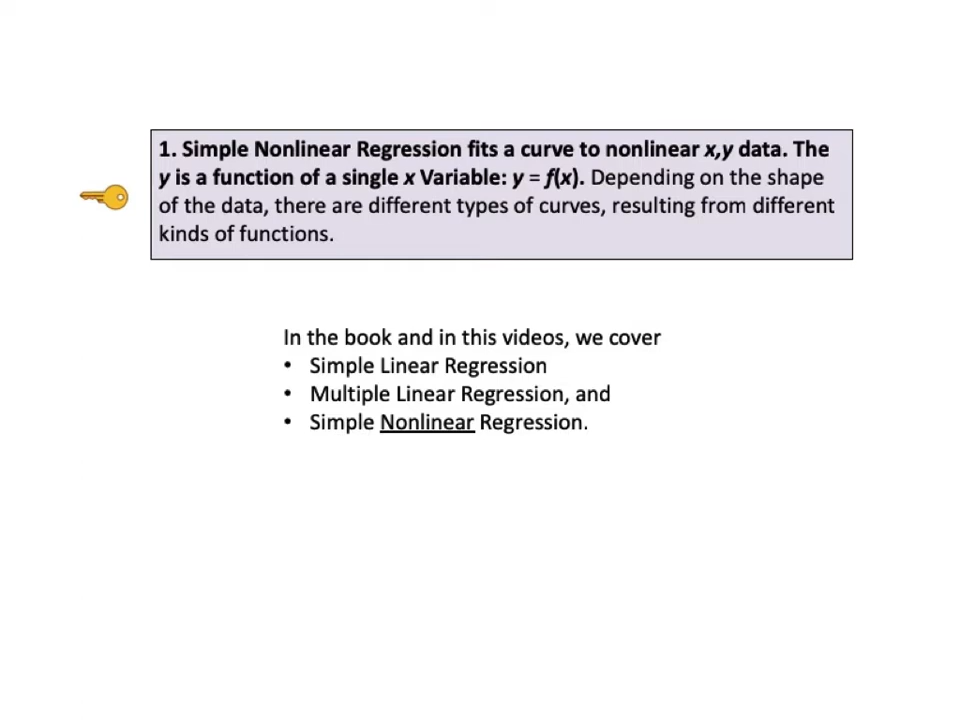 1. Simple Nonlinear Regression fits a curve to nonlinear x,y data. The
y is a function of a single x Variable: y = f(x). Depending on the shape
of the data, there are different types of curves, resulting from different
kinds of functions.
In the book and in this videos, we cover
• Simple Linear Regression
• Multiple Linear Regression, and
• Simple Nonlinear Regression.